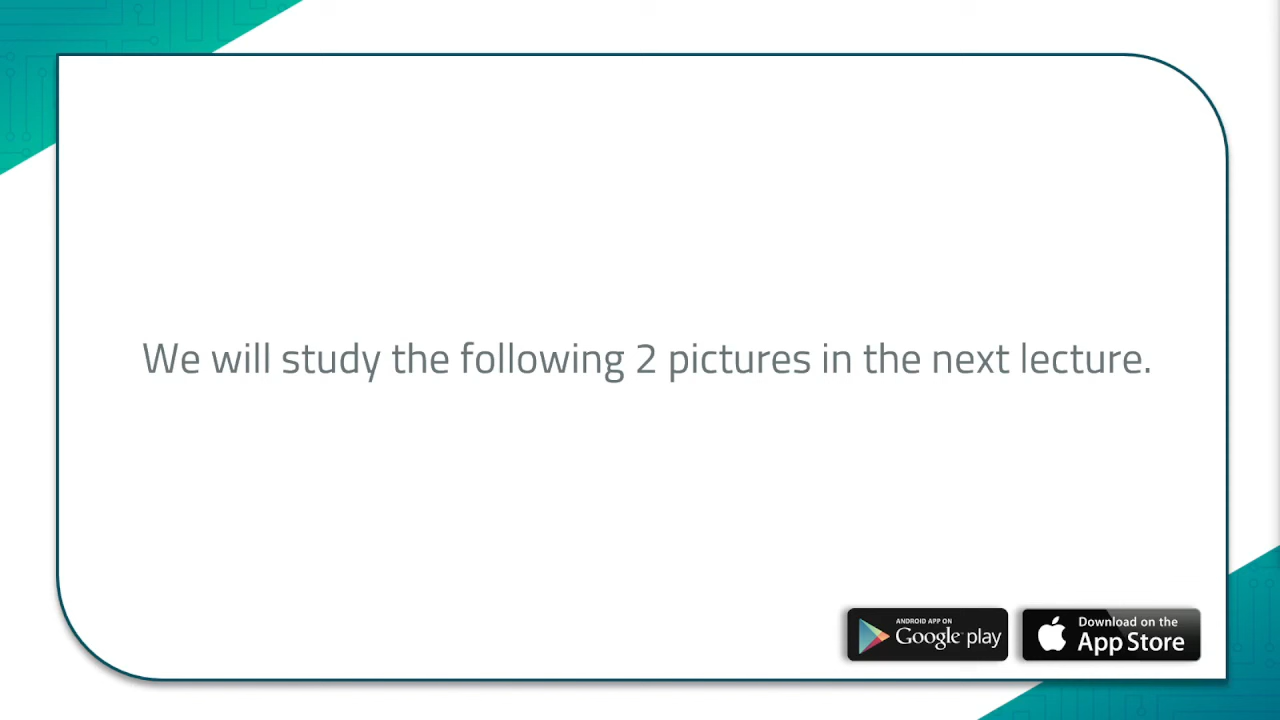 We will study the following 2 pictures in the next lecture.
ANDROID APP ON
Google play
Download on the
App Store